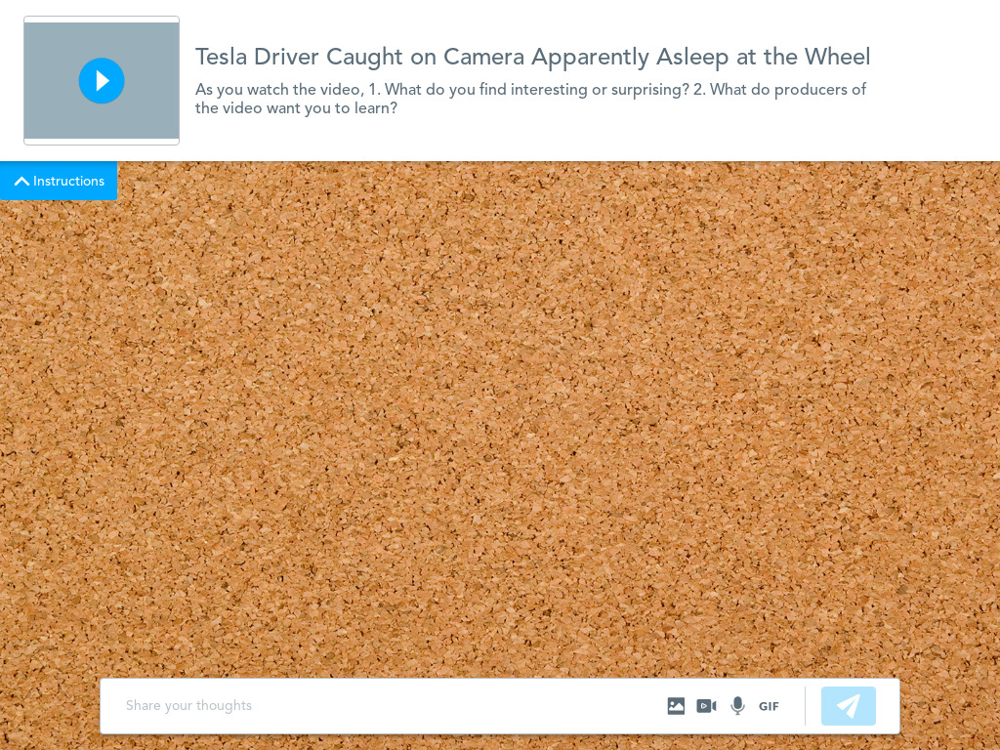 Tesla Driver Caught on Camera Apparently Asleep at the Wheel
As you watch the video, 1. What do you find interesting or surprising? 2. What do producers of
the video want you to learn?
Instructions
Share your thoughts
GIF